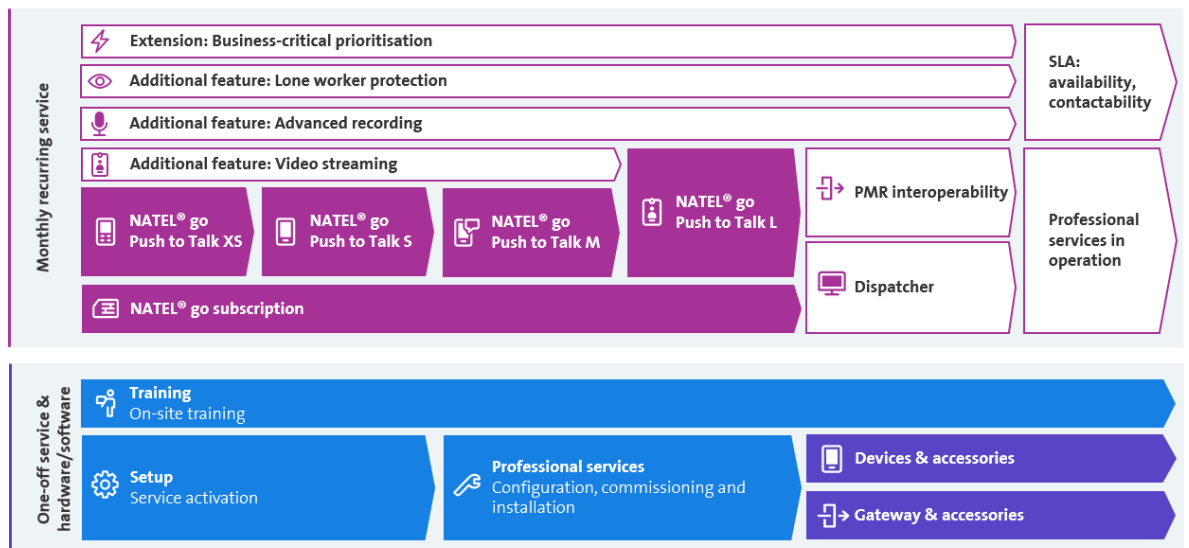 Monthly recurring service
Extension: Business-critical prioritisation
Additional feature: Lone worker protection
Additional feature: Advanced recording
Additional feature: Video streaming
NATEL® go
Push to Talk XS
NATEL® go
Push to Talk S
NATEL® go
Push to Talk M
NATEL® go
Push to Talk L
NATEL® go subscription
PMR interoperability
Dispatcher
SLA:
availability,
contactability
Professional
services in
operation
One-off service &
hardware/software
Training
On-site training
Setup
Service activation
Professional services
Configuration, commissioning and
installation
Devices & accessories
Gateway & accessories